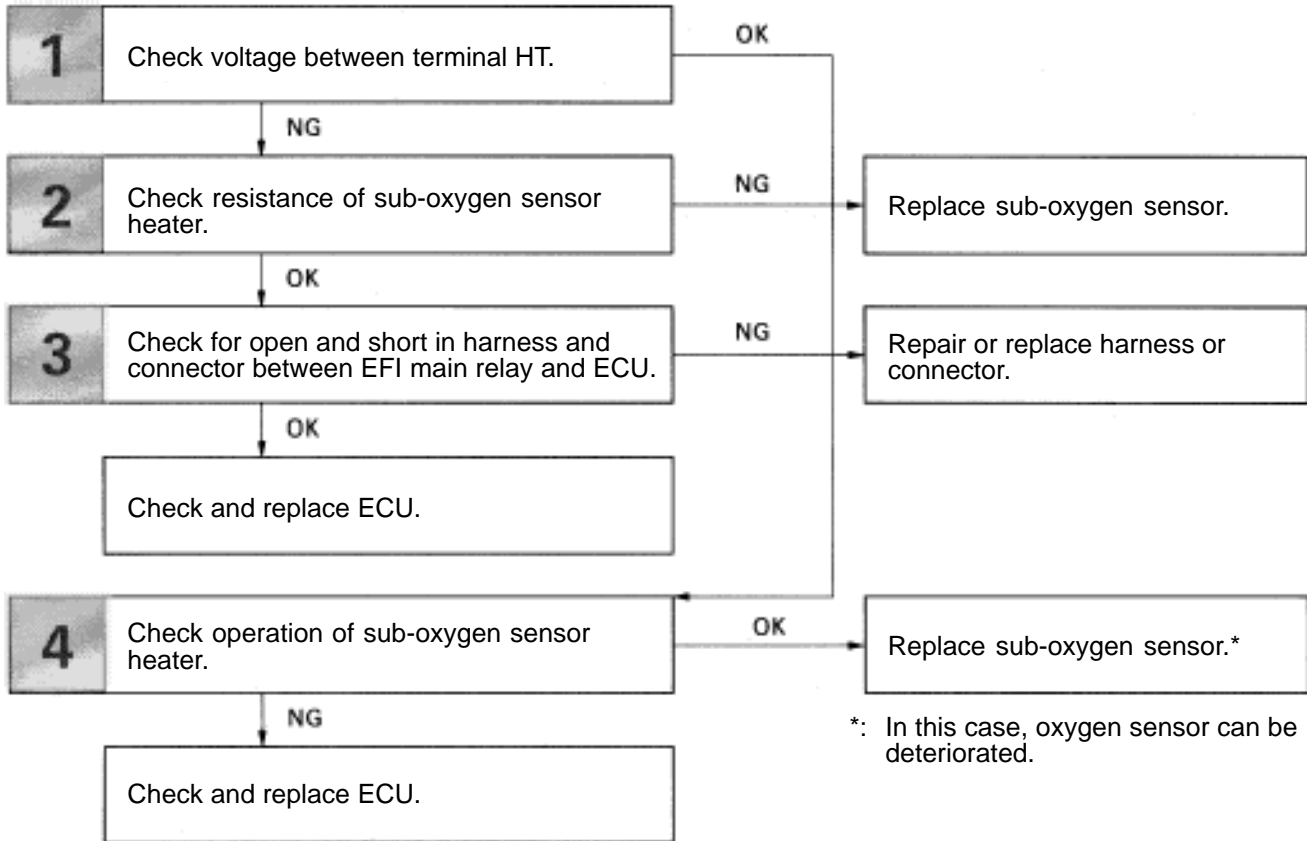 1
Check voltage between terminal HT.
OK
NG
2
Check resistance of sub-oxygen sensor
heater.
NG
Replace sub-oxygen sensor.
OK
3
Check for open and short in harness and
connector between EFI main relay and ECU.
NG
Repair or replace harness or
connector.
OK
Check and replace ECU.
4
Check operation of sub-oxygen sensor
heater.
OK
Replace sub-oxygen sensor.*
NG
*: In this case, oxygen sensor can be
deteriorated.
Check and replace ECU.